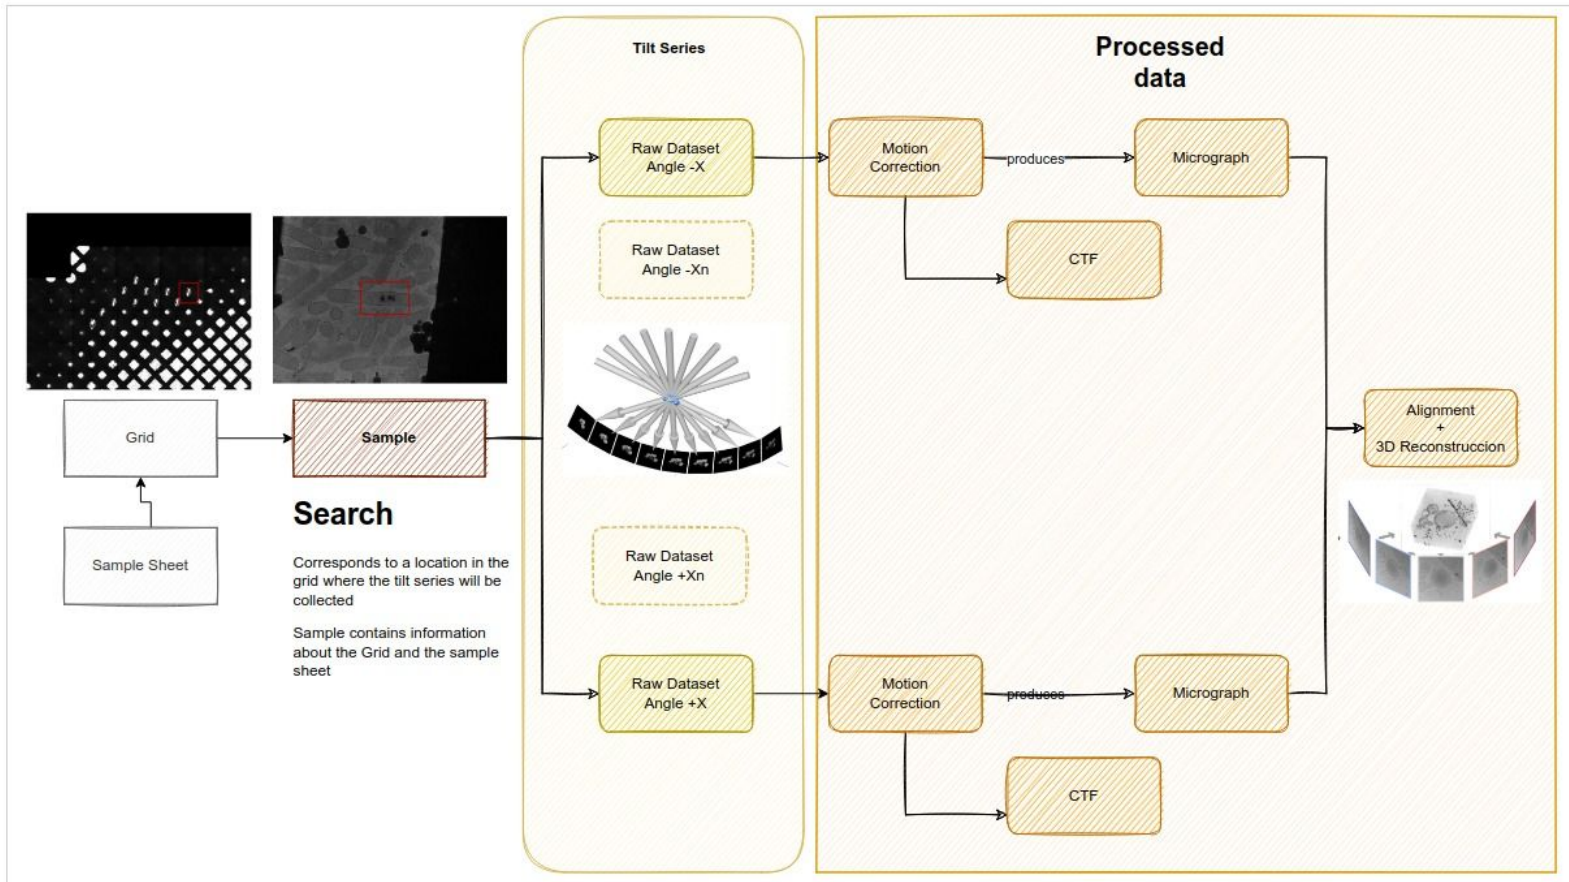 Tilt Series
Processed
data
Raw Dataset
Angle -X
Motion
Correction
produces
Micrograph
Raw Dataset
Angle -Xn
CTF
Grid
Sample
Alignment
+
3D Reconstruccion
Search
Sample Sheet
Corresponds to a location in the
grid where the tilt series will be
collected
Sample contains information
about the Grid and the sample
sheet
Raw Dataset
Angle +Xn
Raw Dataset
Angle +X
Motion
Correction
produces
Micrograph
CTF